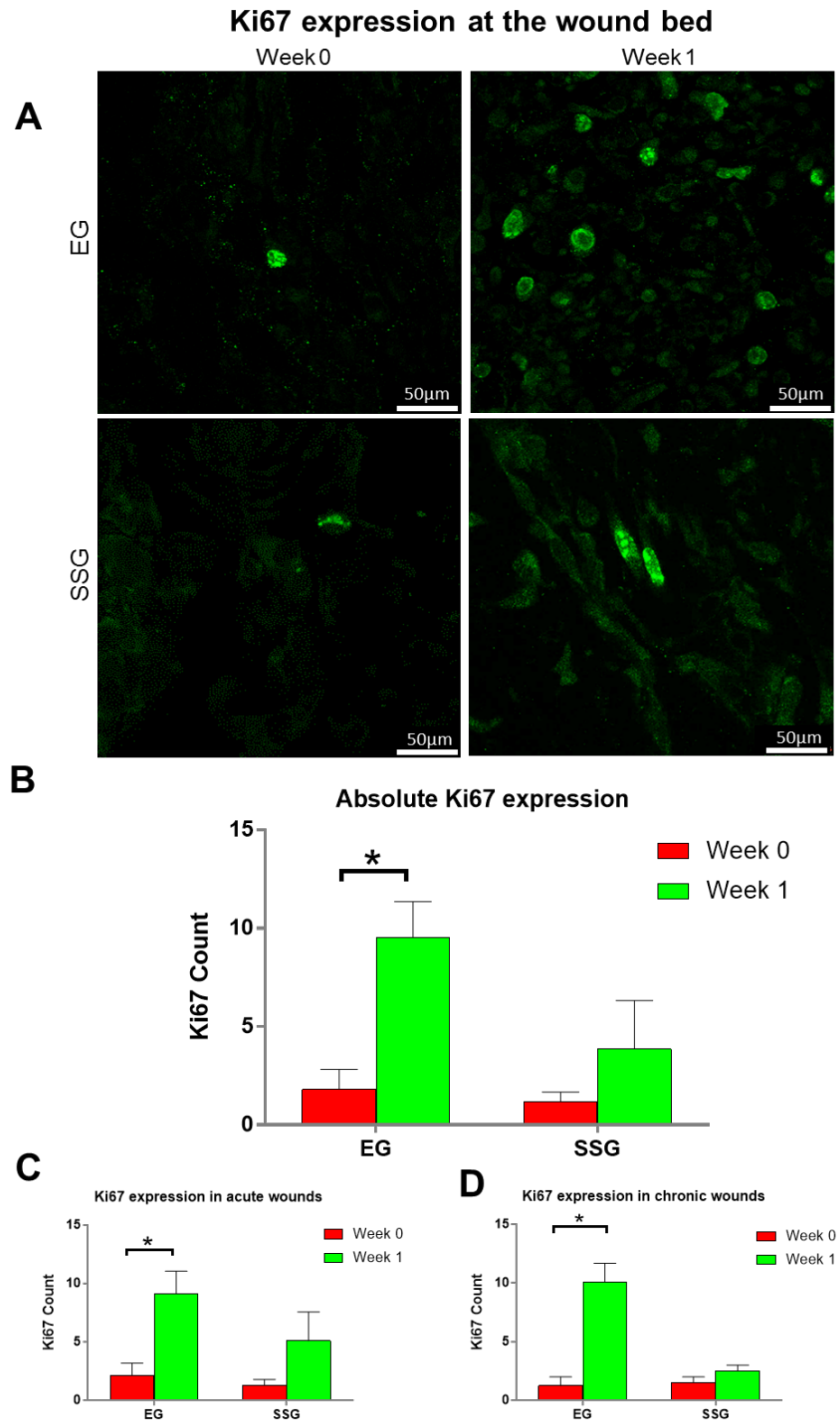 Ki67 expression at the wound bed
Week 0
Week 1
A
EG
50µm
50µm
SSG
50µm
50µm
B
Absolute Ki67 expression
15
10
5
0
Ki67 Count
*
Week 0
Week 1
EG
SSG
C
Ki67 expression in acute wounds
15
10
5
0
Ki67 Count
*
Week 0
Week 1
EG
SSG
D
Ki67 expression in chronic wounds
15
10
5
0
Ki67 Count
*
Week 0
Week 1
EG
SSG